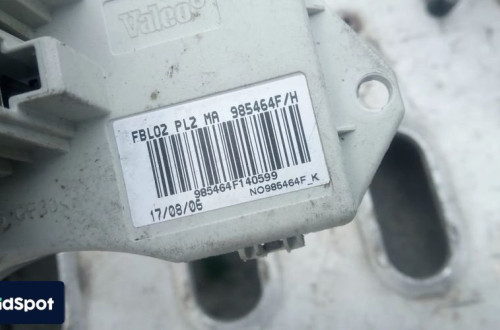 Valeo
FBL02 PL2 MA 985464F/H
985464F140599
17/08/06
NO985464F_K
idSpot